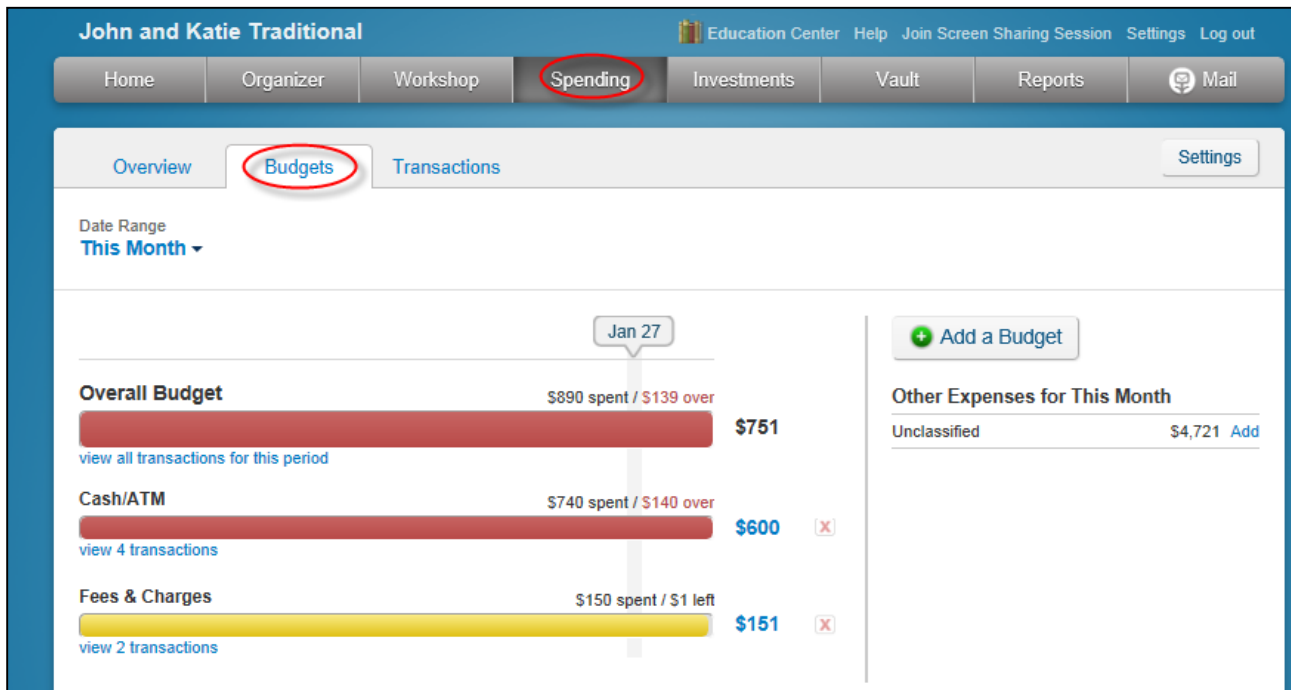 John and Katie Traditional
Education Center Help Join Screen Sharing Session Settings Log out
Home Organizer Workshop Spending Investments Vault Reports Mail
Overview Budgets Transactions Settings
Date Range
This Month
Jan 27
Overall Budget $890 spent / $139 over
$751
view all transactions for this period
Cash/ATM $740 spent / $140 over
$600 X
view 4 transactions
Fees & Charges $150 spent / $1 left
$151 X
view 2 transactions
Add a Budget
Other Expenses for This Month
Unclassified $4,721 Add